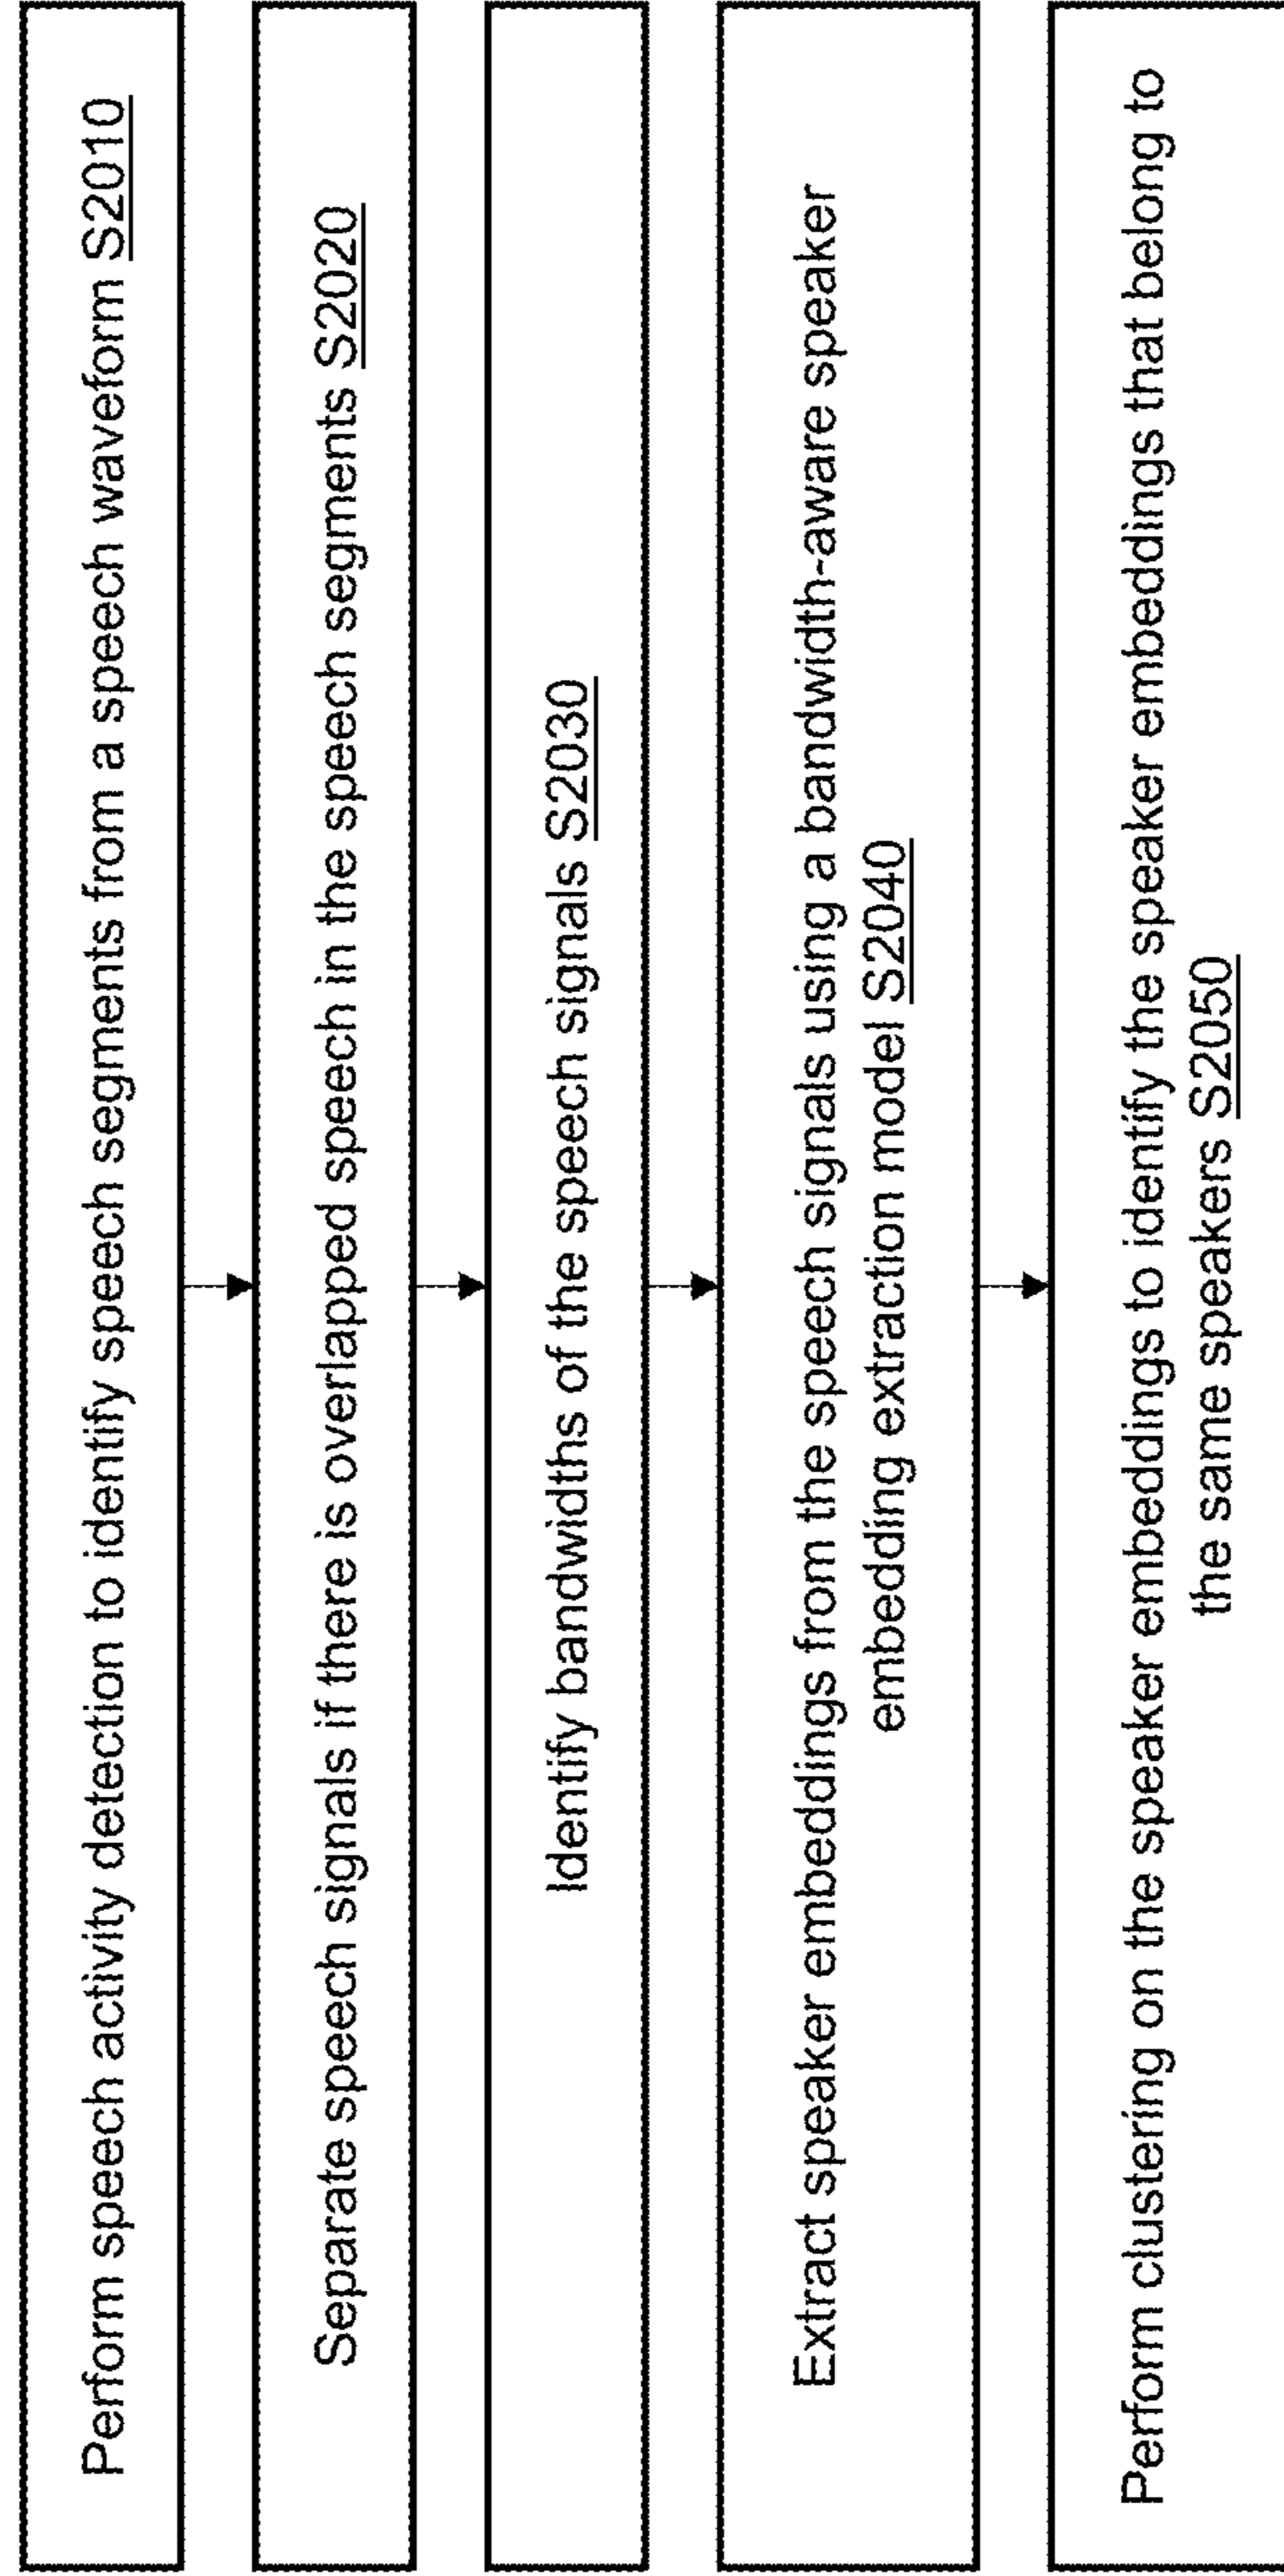 Perform speech activity detection to identify speech segments from a speech waveform S2010
Separate speech signals if there is overlapped speech in the speech segments S2020
Identify bandwidths of the speech signals S2030
Extract speaker embeddings from the speech signals using a bandwidth-aware speaker
embedding extraction model S2040
Perform clustering on the speaker embeddings to identify the speaker embeddings that belong to
the same speakers S2050